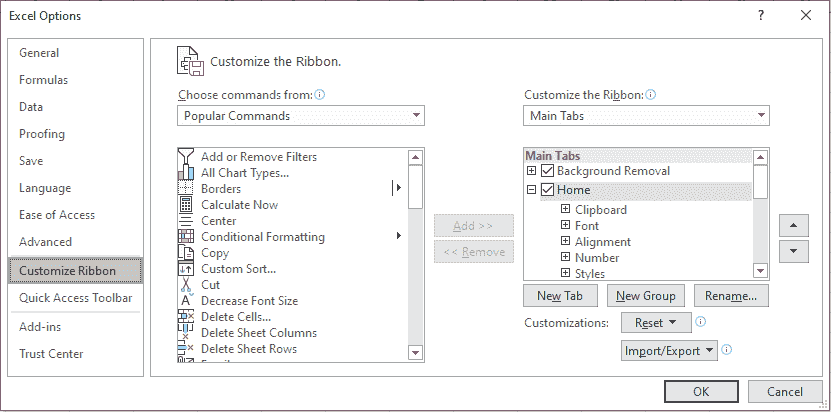 Excel Options
?
General
Formulas
Data
Proofing
Save
Language
Ease of Access
Advanced
Customize Ribbon
Quick Access Toolbar
Add-ins
Trust Center
Customize the Ribbon.
Choose commands from:
Popular Commands
Add or Remove Filters
All Chart Types...
Borders
Calculate Now
Center
Conditional Formatting
Copy
Custom Sort...
Cut
Decrease Font Size
Delete Cells...
Delete Sheet Columns
Delete Sheet Rows
Add >>
<< Remove
Customize the Ribbon:
Main Tabs
Main Tabs
Background Removal
Home
Clipboard
Font
Alignment
Number
Styles
New Tab
New Group
Rename...
Customizations:
Reset
Import/Export
OK
Cancel